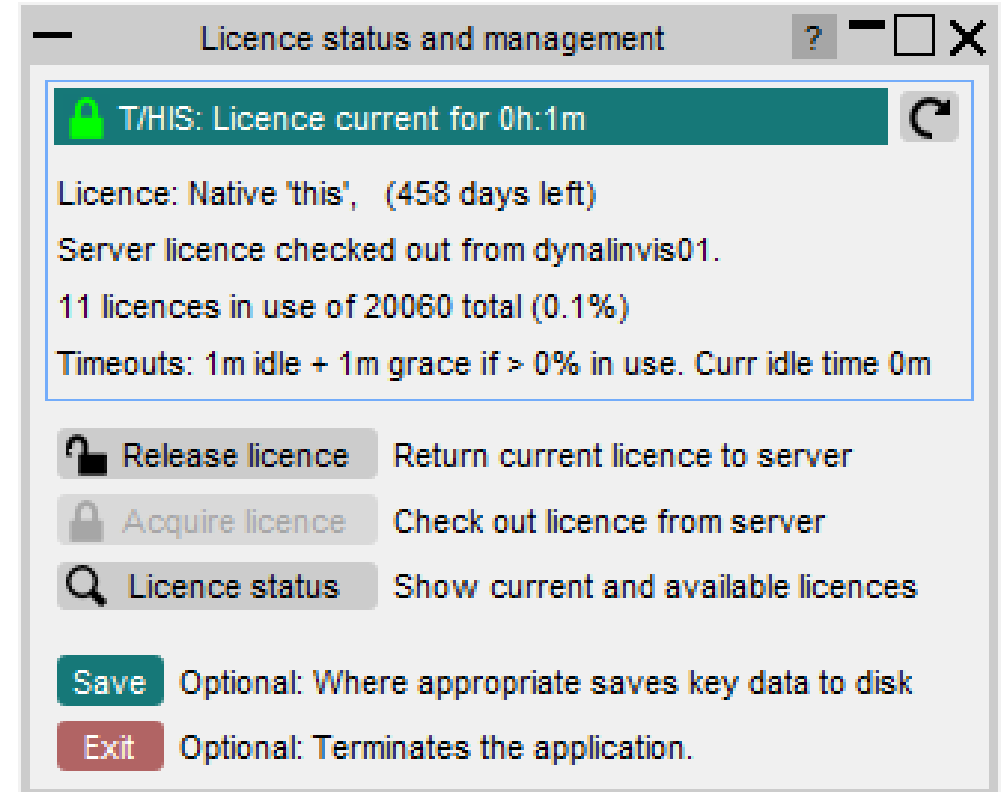 Licence status and management ?
T/HIS: Licence current for 0h:1m
Licence: Native 'this', (458 days left)
Server licence checked out from dynalinvis01.
11 licences in use of 20060 total (0.1%)
Timeouts: 1m idle + 1m grace if > 0% in use. Curr idle time 0m
Release licence Return current licence to server
Acquire licence Check out licence from server
Licence status Show current and available licences
Save Optional: Where appropriate saves key data to disk
Exit Optional: Terminates the application.